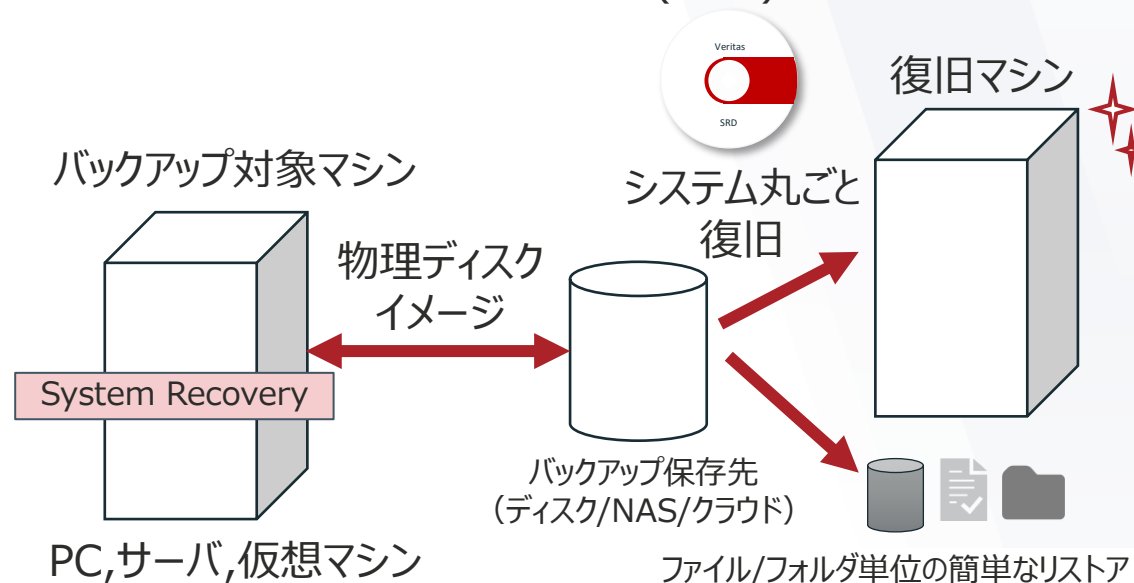 Veritas
SRD
復旧マシン
バックアップ対象マシン
システム丸ごと
復旧
物理ディスク
イメージ
System Recovery
バックアップ保存先
(ディスク/NAS/クラウド)
PC,サーバ,仮想マシン
ファイル/フォルダ単位の簡単なリストア